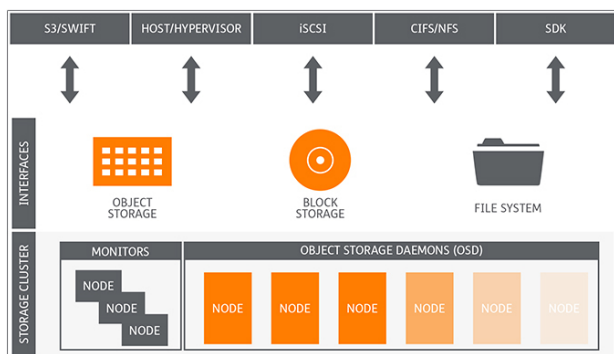 S3/SWIFT
HOST/HYPERVISOR
iSCSI
CIFS/NFS
SDK
INTERFACES
OBJECT
STORAGE
BLOCK
STORAGE
FILE SYSTEM
STORAGE CLUSTER
MONITORS
NODE
NODE
NODE
OBJECT STORAGE DAEMONS (OSD)
NODE
NODE
NODE
NODE
NODE
NODE